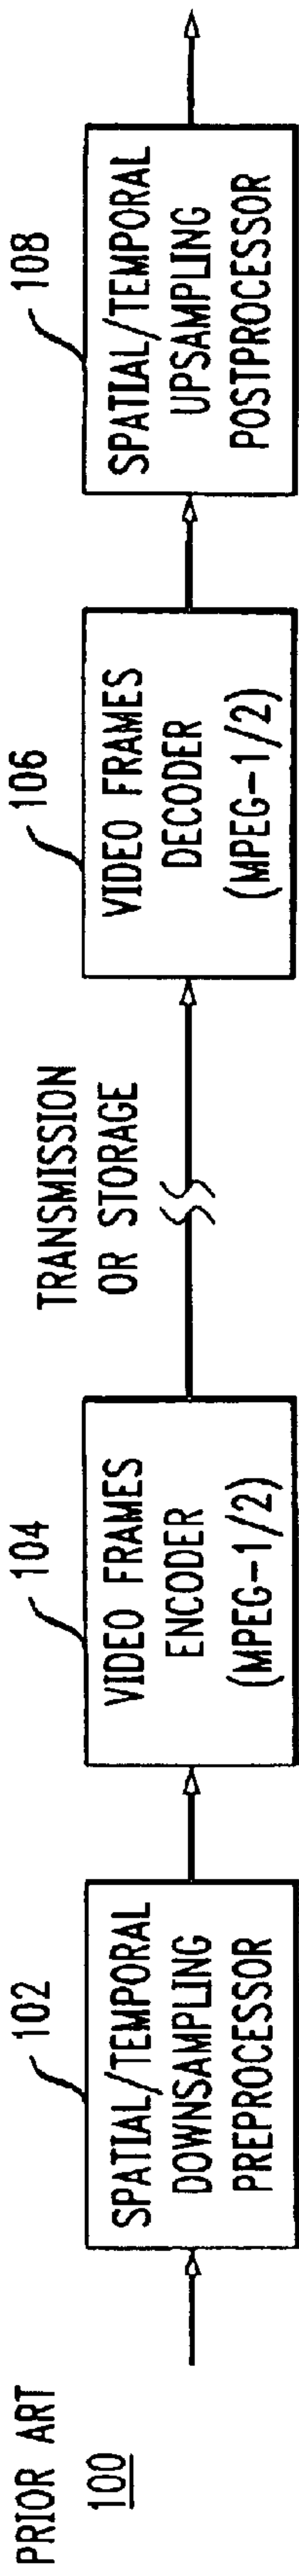 PRIOR ART
100
102
SPATIAL/TEMPORAL
DOWNSAMPLING
PREPROCESSOR
104
VIDEO FRAMES
ENCODER
(MPEG-1/2)
TRANSMISSION
OR STORAGE
106
VIDEO FRAMES
DECODER
(MPEG-1/2)
108
SPATIAL/TEMPORAL
UPSAMPLING
POSTPROCESSOR